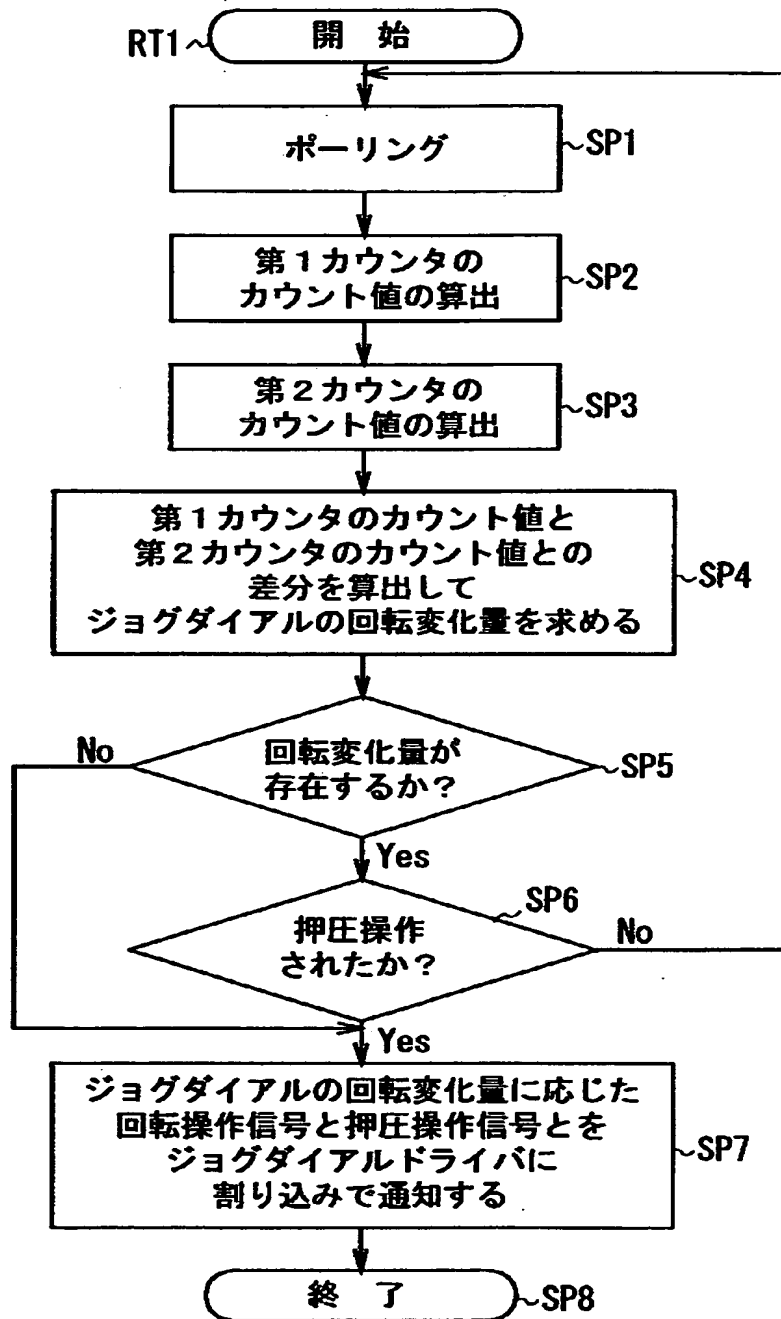 RT1
開　始
ポーリング
SP1
第１カウンタの
カウント値の算出
SP2
第２カウンタの
カウント値の算出
SP3
第１カウンタのカウント値と
第２カウンタのカウント値との
差分を算出して
ジョグダイアルの回転変化量を求める
SP4
No
回転変化量が
存在するか？
SP5
Yes
SP6
押圧操作
されたか？
No
Yes
ジョグダイアルの回転変化量に応じた
回転操作信号と押圧操作信号とを
ジョグダイアルドライバに
割り込みで通知する
SP7
終　了
SP8